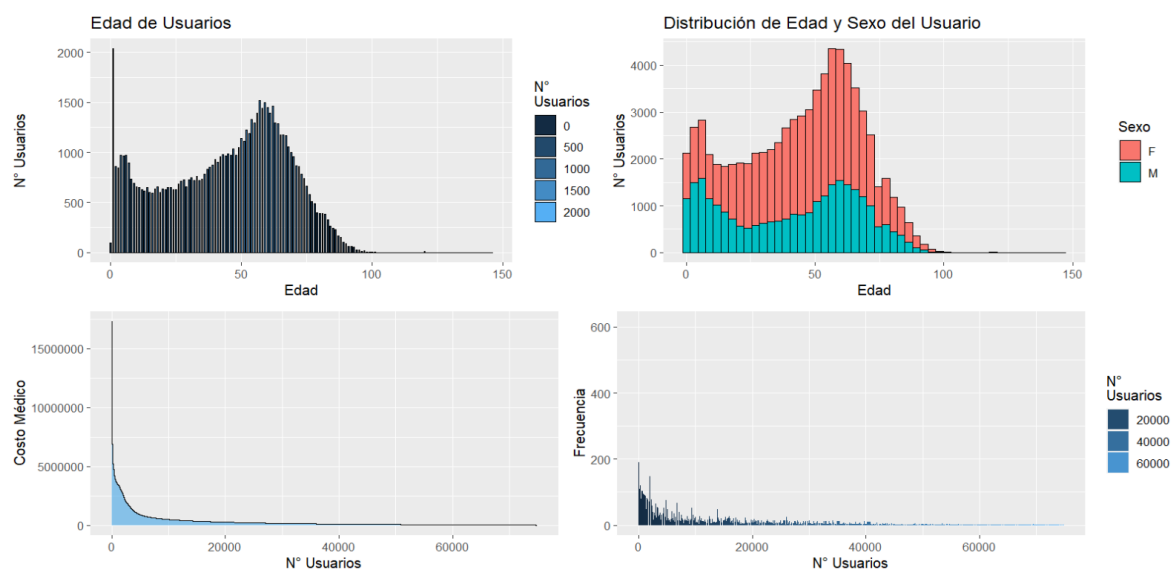 Edad de Usuarios
2000
1500
1000
500
0
N° Usuarios
0
50
100
150
Edad
N°
Usuarios
0
500
1000
1500
2000
Distribución de Edad y Sexo del Usuario
4000
3000
2000
1000
0
N° Usuarios
0
50
100
150
Edad
Sexo
F
M
15000000
10000000
5000000
0
Costo Médico
0
20000
40000
60000
N° Usuarios
600
400
200
0
Frecuencia
0
20000
40000
60000
N° Usuarios
N°
Usuarios
20000
40000
60000